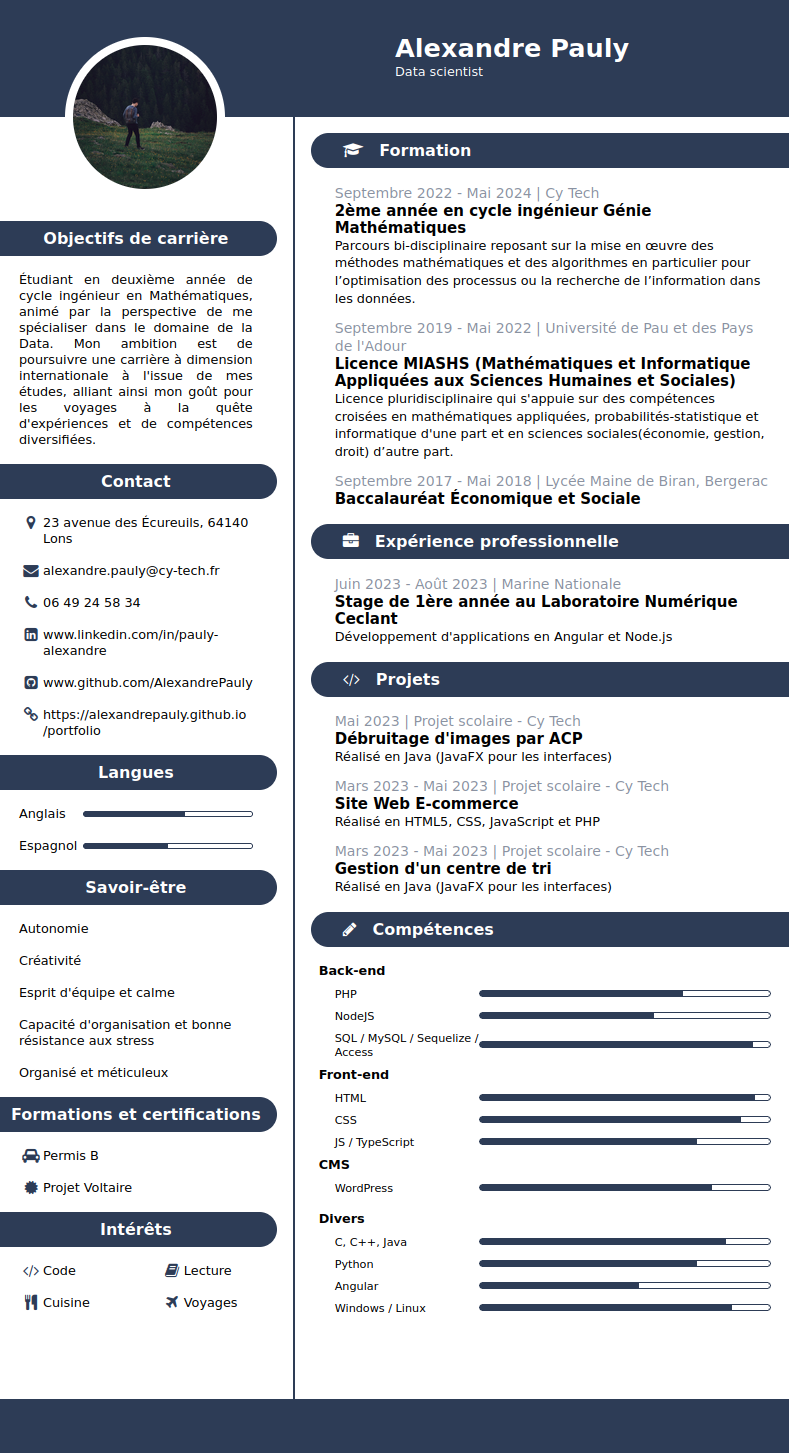 Alexandre Pauly
Data scientist
Objectifs de carrière
Étudiant en deuxième année de
cycle ingénieur en Mathématiques,
animé par la perspective de me
spécialiser dans le domaine de la
Data. Mon ambition est de
poursuivre une carrière à dimension
internationale à l'issue de mes
études, alliant ainsi mon goût pour
les voyages à la quête
d'expériences et de compétences
diversifiées.
Contact
23 avenue des Écureuils, 64140
Lons
alexandre.pauly@cy-tech.fr
06 49 24 58 34
www.linkedin.com/in/pauly-
alexandre
www.github.com/AlexandrePauly
https://alexandrepauly.github.io
/portfolio
Langues
Anglais
Espagnol
Savoir-être
Autonomie
Créativité
Esprit d'équipe et calme
Capacité d'organisation et bonne
résistance aux stress
Organisé et méticuleux
Formations et certifications
Permis B
Projet Voltaire
Intérêts
Code
Lecture
Cuisine
Voyages
Formation
Septembre 2022 - Mai 2024 | Cy Tech
2ème année en cycle ingénieur Génie
Mathématiques
Parcours bi-disciplinaire reposant sur la mise en œuvre des
méthodes mathématiques et des algorithmes en particulier pour
l’optimisation des processus ou la recherche de l’information dans
les données.
Septembre 2019 - Mai 2022 | Université de Pau et des Pays
de l'Adour
Licence MIASHS (Mathématiques et Informatique
Appliquées aux Sciences Humaines et Sociales)
Licence pluridisciplinaire qui s'appuie sur des compétences
croisées en mathématiques appliquées, probabilités-statistique et
informatique d'une part et en sciences sociales(économie, gestion,
droit) d’autre part.
Septembre 2017 - Mai 2018 | Lycée Maine de Biran, Bergerac
Baccalauréat Économique et Sociale
Expérience professionnelle
Juin 2023 - Août 2023 | Marine Nationale
Stage de 1ère année au Laboratoire Numérique
Ceclant
Développement d'applications en Angular et Node.js
Projets
Mai 2023 | Projet scolaire - Cy Tech
Débruitage d'images par ACP
Réalisé en Java (JavaFX pour les interfaces)
Mars 2023 - Mai 2023 | Projet scolaire - Cy Tech
Site Web E-commerce
Réalisé en HTML5, CSS, JavaScript et PHP
Mars 2023 - Mai 2023 | Projet scolaire - Cy Tech
Gestion d'un centre de tri
Réalisé en Java (JavaFX pour les interfaces)
Compétences
Back-end
PHP
NodeJS
SQL / MySQL / Sequelize /
Access
Front-end
HTML
CSS
JS / TypeScript
CMS
WordPress
Divers
C, C++, Java
Python
Angular
Windows / Linux